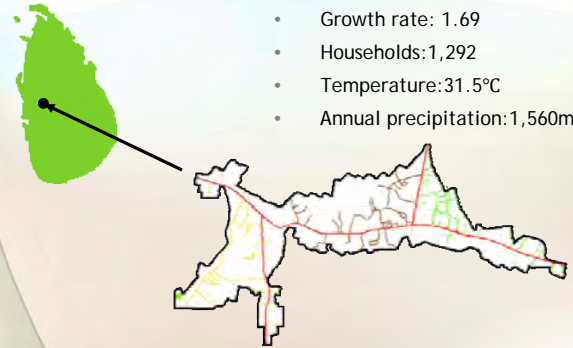 • Growth rate: 1.69
• Households:1,292
• Temperature:31.5°C
• Annual precipitation:1,560m